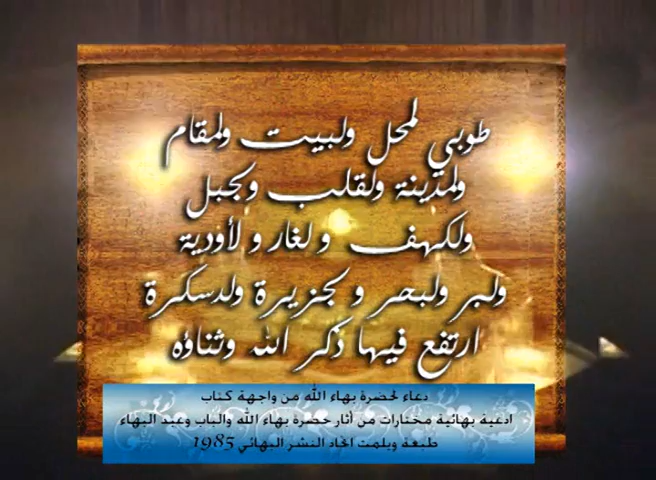 طوبى لمحل ولبيت ولمقام
ولمدينة ولقلب ولجبل
ولكهف ولغار ولأودية
ولبر ولبحر ولجزيرة ولدسكرة
ارتفع فيها ذكر الله وثناؤه
دعاء لحضرة بهاء الله من واجهة كتاب
ادعية بهائية مختارات من أثار حضرة بهاء الله والباب وعبد البهاء
طبعة ويلمت اتحاد النشر البهائي 1985